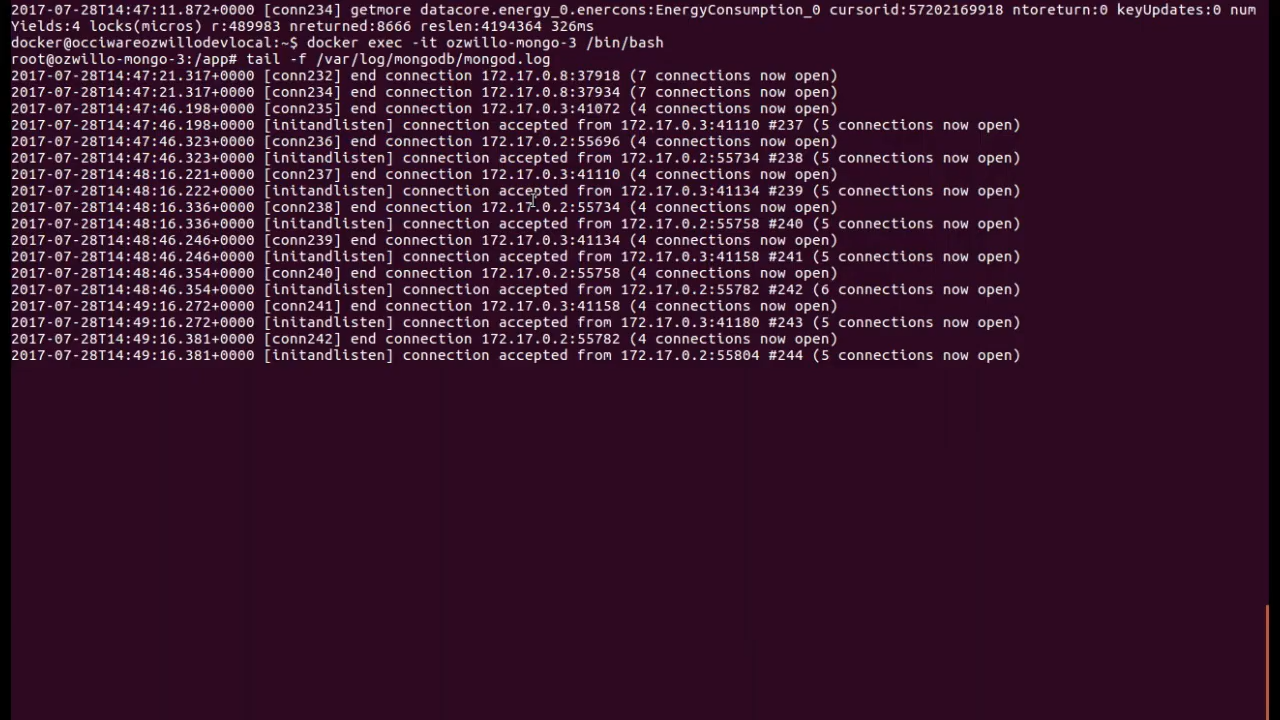 2017-07-28T14:47:11.872+0000 [conn234] getmore datacore.energy_0.enercons:EnergyConsumption_0 cursorid:57202169918 ntoreturn:0 keyUpdates:0 num
Yields:4 locks(micros) r:489983 nreturned:8666 reslen:4194364 326ms
docker@occiwareozwillodevlocal:~$ docker exec -it ozwillo-mongo-3 /bin/bash
root@ozwillo-mongo-3:/app# tail -f /var/log/mongodb/mongod.log
2017-07-28T14:47:21.317+0000 [conn232] end connection 172.17.0.8:37918 (7 connections now open)
2017-07-28T14:47:21.317+0000 [conn234] end connection 172.17.0.8:37934 (7 connections now open)
2017-07-28T14:47:46.198+0000 [conn235] end connection 172.17.0.3:41072 (4 connections now open)
2017-07-28T14:47:46.198+0000 [initandlisten] connection accepted from 172.17.0.3:41110 #237 (5 connections now open)
2017-07-28T14:47:46.323+0000 [conn236] end connection 172.17.0.2:55696 (4 connections now open)
2017-07-28T14:47:46.323+0000 [initandlisten] connection accepted from 172.17.0.2:55734 #238 (5 connections now open)
2017-07-28T14:48:16.221+0000 [conn237] end connection 172.17.0.3:41110 (4 connections now open)
2017-07-28T14:48:16.222+0000 [initandlisten] connection accepted from 172.17.0.3:41134 #239 (5 connections now open)
2017-07-28T14:48:16.336+0000 [conn238] end connection 172.17.0.2:55734 (4 connections now open)
2017-07-28T14:48:16.336+0000 [initandlisten] connection accepted from 172.17.0.2:55758 #240 (5 connections now open)
2017-07-28T14:48:46.246+0000 [conn239] end connection 172.17.0.3:41134 (4 connections now open)
2017-07-28T14:48:46.246+0000 [initandlisten] connection accepted from 172.17.0.3:41158 #241 (5 connections now open)
2017-07-28T14:48:46.354+0000 [conn240] end connection 172.17.0.2:55758 (4 connections now open)
2017-07-28T14:48:46.354+0000 [initandlisten] connection accepted from 172.17.0.2:55782 #242 (6 connections now open)
2017-07-28T14:49:16.272+0000 [conn241] end connection 172.17.0.3:41158 (4 connections now open)
2017-07-28T14:49:16.272+0000 [initandlisten] connection accepted from 172.17.0.3:41180 #243 (5 connections now open)
2017-07-28T14:49:16.381+0000 [conn242] end connection 172.17.0.2:55782 (4 connections now open)
2017-07-28T14:49:16.381+0000 [initandlisten] connection accepted from 172.17.0.2:55804 #244 (5 connections now open)